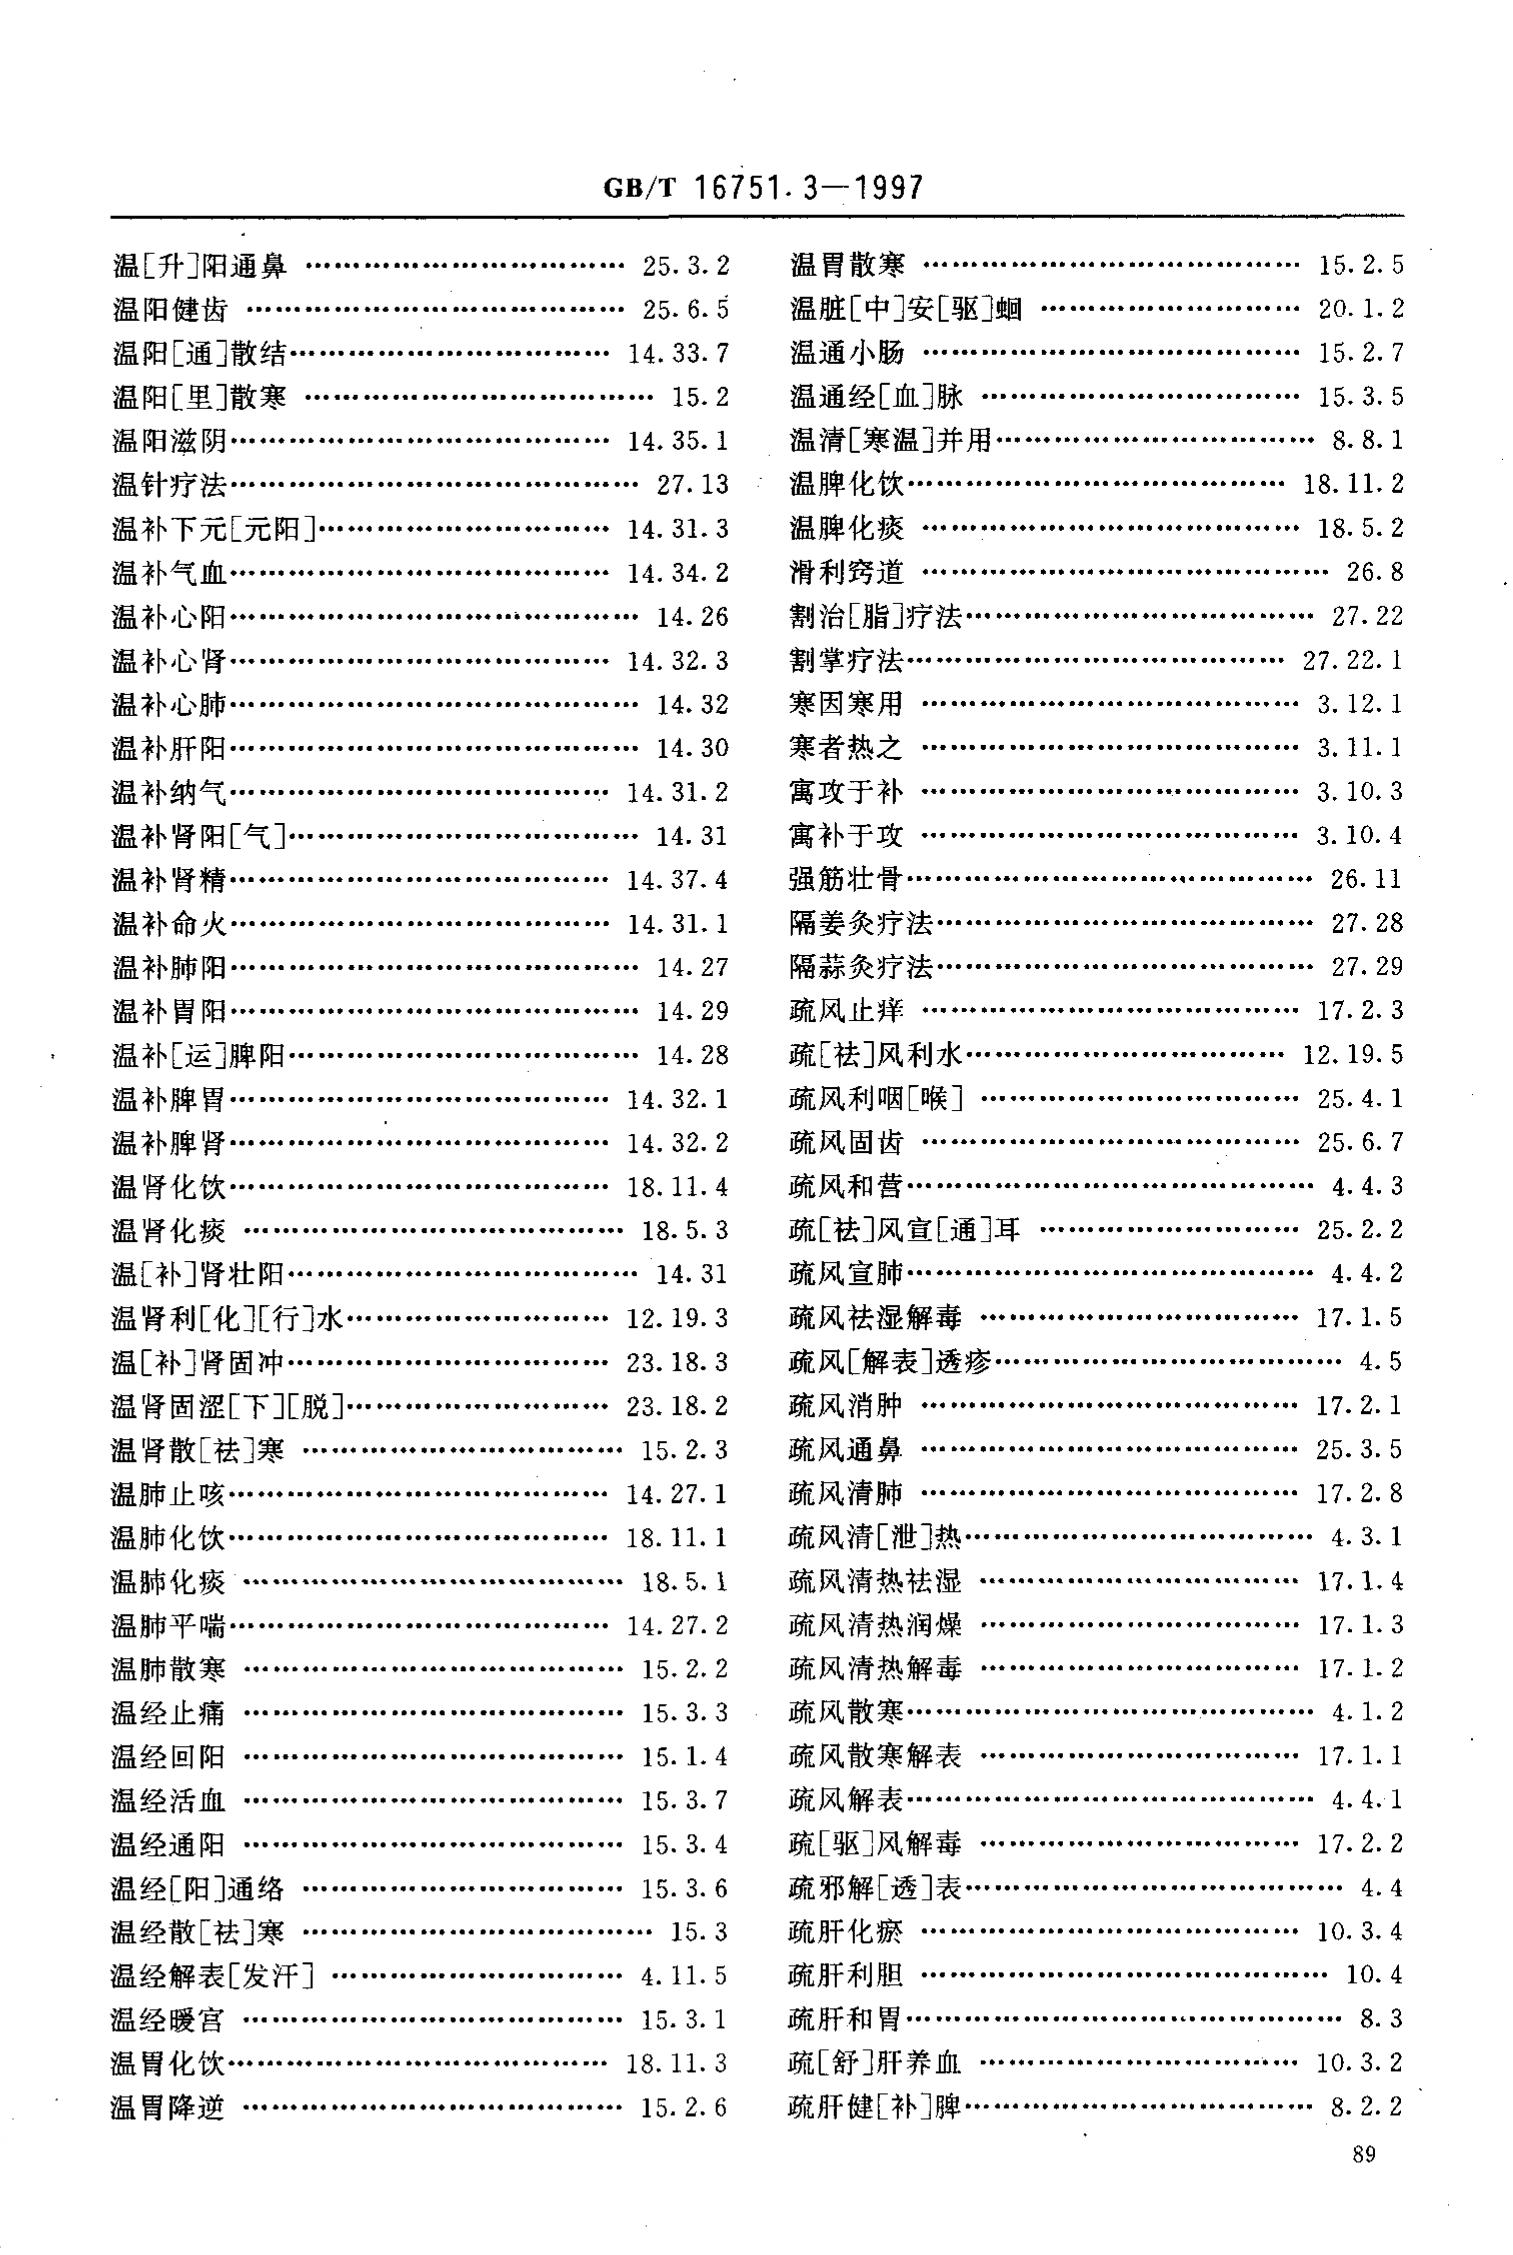 GB/T 16751.3—1997
温[升]阳通鼻 …………………………… 25.3.2
温阳健齿 ………………………………… 25.6.5
温阳[通]散结…………………………… 14.33.7
温阳[里]散寒 ……………………………… 15.2
温阳滋阴………………………………… 14.35.1
温针疗法…………………………………… 27.13
温补下元[元阳]………………………… 14.31.3
温补气血………………………………… 14.34.2
温补心阳…………………………………… 14.26
温补心肾………………………………… 14.32.3
温补心肺…………………………………… 14.32
温补肝阳…………………………………… 14.30
温补纳气………………………………… 14.31.2
温补肾阳[气]……………………………… 14.31
温补肾精………………………………… 14.37.4
温补命火………………………………… 14.31.1
温补肺阳…………………………………… 14.27
温补胃阳…………………………………… 14.29
温补[运]脾阳……………………………… 14.28
温补脾胃………………………………… 14.32.1
温补脾肾………………………………… 14.32.2
温肾化饮………………………………… 18.11.4
温肾化痰 ………………………………… 18.5.3
温[补]肾壮阳……………………………… 14.31
温肾利[化][行]水……………………… 12.19.3
温[补]肾固冲…………………………… 23.18.3
温肾固涩[下][脱]……………………… 23.18.2
温肾散[祛]寒 …………………………… 15.2.3
温肺止咳………………………………… 14.27.1
温肺化饮………………………………… 18.11.1
温肺化痰 ………………………………… 18.5.1
温肺平喘………………………………… 14.27.2
温肺散寒 ………………………………… 15.2.2
温经止痛 ………………………………… 15.3.3
温经回阳 ………………………………… 15.1.4
温经活血 ………………………………… 15.3.7
温经通阳 ………………………………… 15.3.4
温经[阳]通络 …………………………… 15.3.6
温经散[祛]寒 ……………………………… 15.3
温经解表[发汗] ………………………… 4.11.5
温经暖宫 ………………………………… 15.3.1
温胃化饮………………………………… 18.11.3
温胃降逆 ………………………………… 15.2.6
温胃散寒 ………………………………… 15.2.5
温脏[中]安[驱]蛔 ……………………… 20.1.2
温通小肠 ………………………………… 15.2.7
温通经[血]脉 …………………………… 15.3.5
温清[寒温]并用…………………………… 8.8.1
温脾化饮………………………………… 18.11.2
温脾化痰 ………………………………… 18.5.2
滑利窍道 …………………………………… 26.8
割治[脂]疗法……………………………… 27.22
割掌疗法………………………………… 27.22.1
寒因寒用 ………………………………… 3.12.1
寒者热之 ………………………………… 3.11.1
寓攻于补 ………………………………… 3.10.3
寓补于攻 ………………………………… 3.10.4
强筋壮骨…………………………………… 26.11
隔姜灸疗法………………………………… 27.28
隔蒜灸疗法………………………………… 27.29
疏风止痒 ………………………………… 17.2.3
疏[祛]风利水…………………………… 12.19.5
疏风利咽[喉] …………………………… 25.4.1
疏风固齿 ………………………………… 25.6.7
疏风和营…………………………………… 4.4.3
疏[祛]风宣[通]耳 ……………………… 25.2.2
疏风宣肺…………………………………… 4.4.2
疏风祛湿解毒 …………………………… 17.1.5
疏风[解表]透疹……………………………… 4.5
疏风消肿 ………………………………… 17.2.1
疏风通鼻 ………………………………… 25.3.5
疏风清肺 ………………………………… 17.2.8
疏风清[泄]热……………………………… 4.3.1
疏风清热祛湿 …………………………… 17.1.4
疏风清热润燥 …………………………… 17.1.3
疏风清热解毒 …………………………… 17.1.2
疏风散寒…………………………………… 4.1.2
疏风散寒解表 …………………………… 17.1.1
疏风解表…………………………………… 4.4.1
疏[驱]风解毒 …………………………… 17.2.2
疏邪解[透]表………………………………… 4.4
疏肝化瘀 ………………………………… 10.3.4
疏肝利胆 …………………………………… 10.4
疏肝和胃……………………………………… 8.3
疏[舒]肝养血 …………………………… 10.3.2
疏肝健[补]脾……………………………… 8.2.2
89